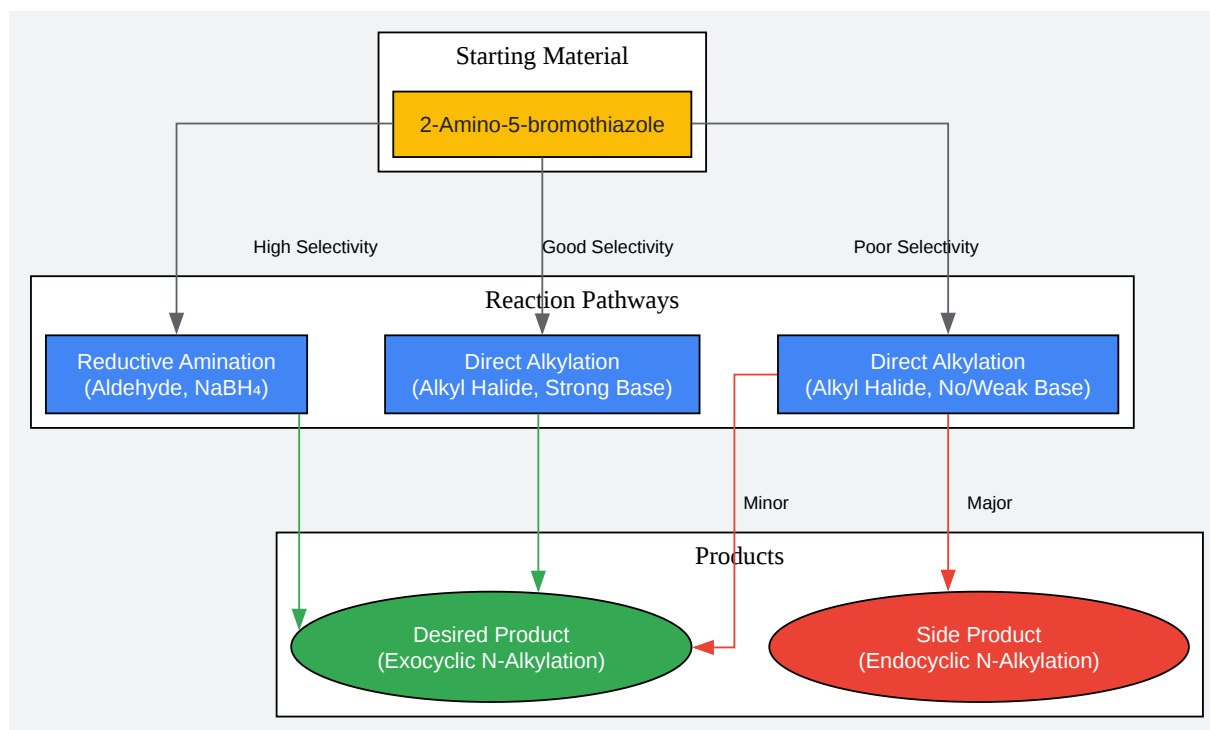 Starting Material
2-Amino-5-bromothiazole
High Selectivity
Good Selectivity
Poor Selectivity
Reaction Pathways
Reductive Amination
(Aldehyde, NaBH₄)
Direct Alkylation
(Alkyl Halide, Strong Base)
Direct Alkylation
(Alkyl Halide, No/Weak Base)
Minor
Major
Products
Desired Product
(Exocyclic N-Alkylation)
Side Product
(Endocyclic N-Alkylation)